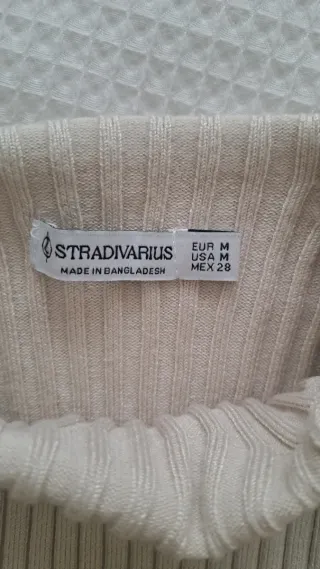 STRADIVARIUS
MADE IN BANGLADESH
EUR M
USA M
MEX 28